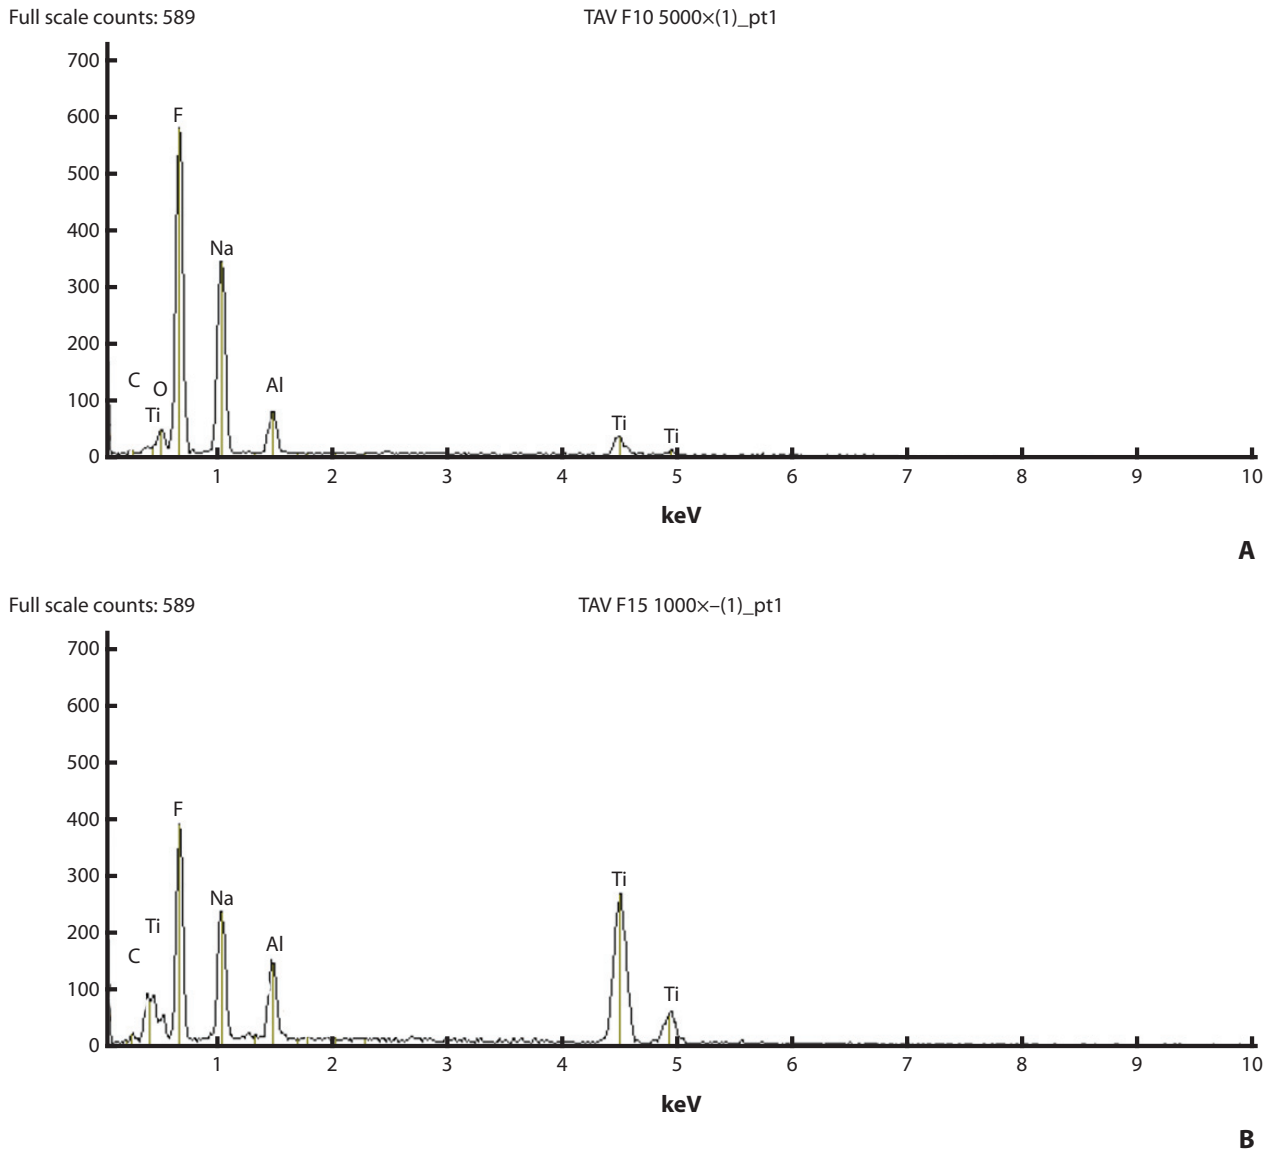 Full scale counts: 589
TAV F10 5000×(1)_pt1
700
600
F
500
400
300
Na
200
C
O
Al
100
Ti
Ti
Ti
0
1
2
3
4
5
6
7
8
9
10
keV
A
Full scale counts: 589
TAV F15 1000×–(1)_pt1
700
600
500
400
F
300
Ti
Na
200
Ti
C
Al
100
Ti
0
1
2
3
4
5
6
7
8
9
10
keV
B